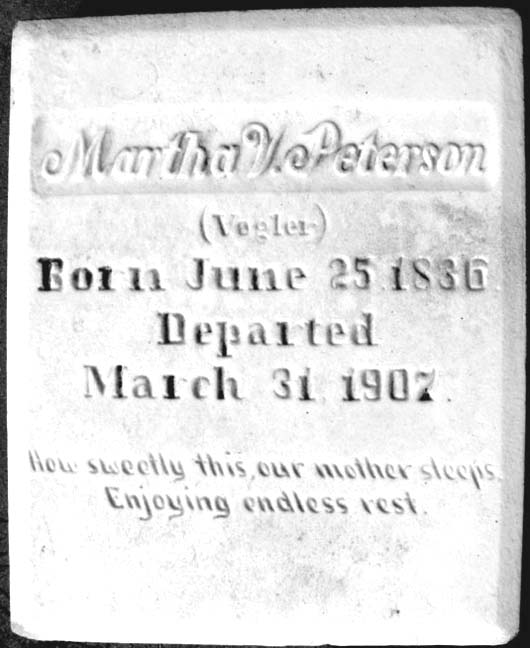 Martha V. Peterson
(Vogler)
Born June 25 1836
Departed
March 31 1902.
How sweetly this, our mother sleeps.
Enjoying endless rest.